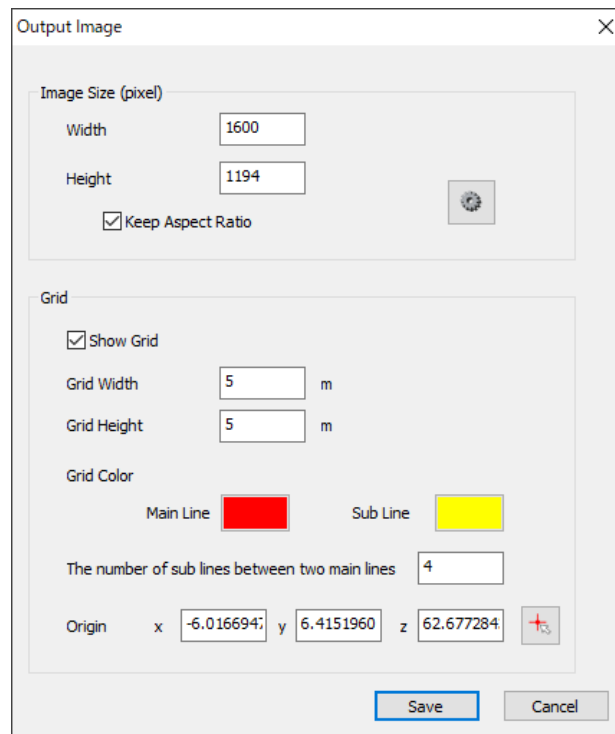 Output Image
Image Size (pixel)
Width 1600
Height 1194
Keep Aspect Ratio
Grid
Show Grid
Grid Width 5 m
Grid Height 5 m
Grid Color
Main Line Sub Line
The number of sub lines between two main lines 4
Origin x -6.016694 y 6.4151960 z 62.677284
Save Cancel